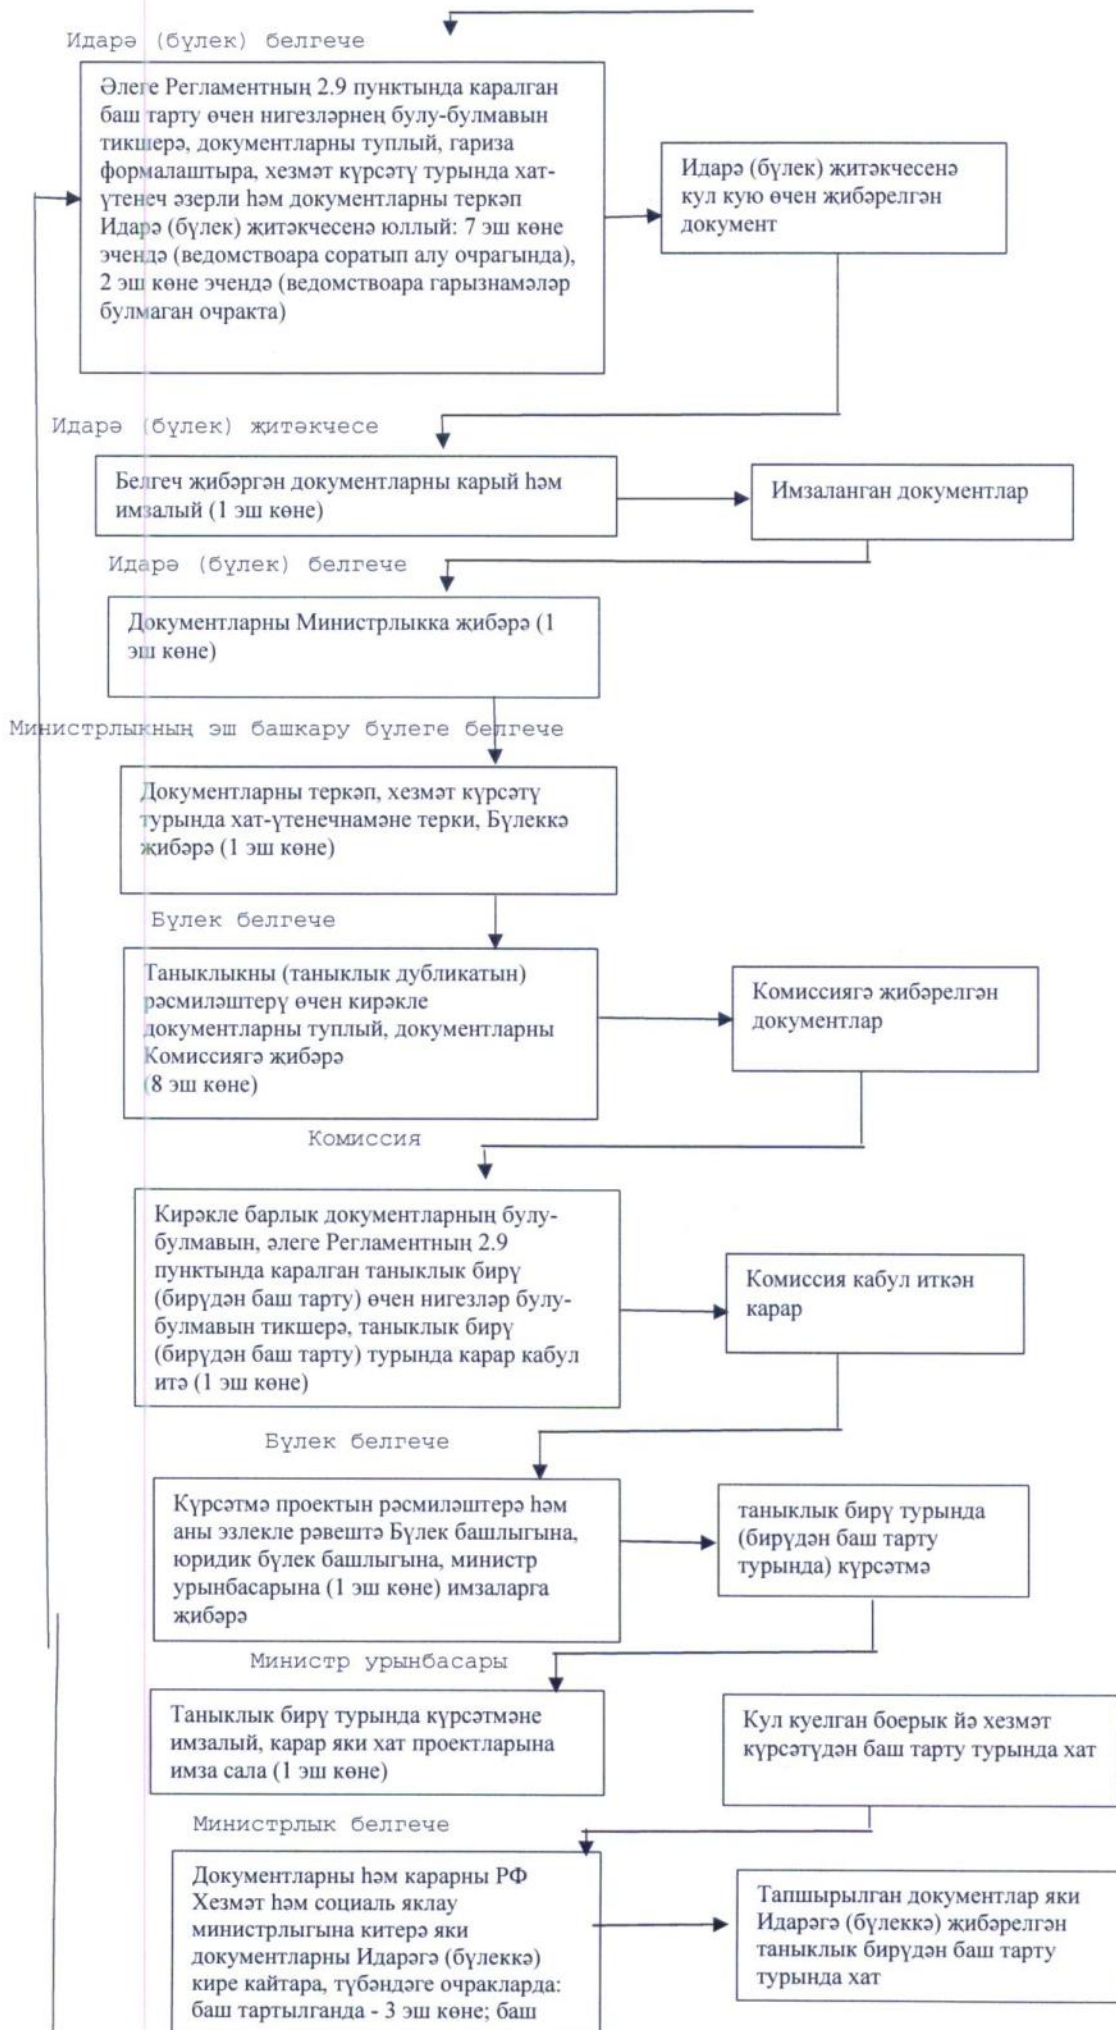 Идарә (бүлек) белгече
Әлеге Регламентның 2.9 пунктында каралган
баш тарту өчен нигезләрнең булу-булмавын
тикшерә, документларны туплый, гариза
формалаштыра, хезмәт күрсәтү турында хат-
үтенеч әзерли һәм документларны теркәп
Идарә (бүлек) җитәкчесенә юллый: 7 эш көне
эчендә (ведомствоара соратып алу очрагында),
2 эш көне эчендә (ведомствоара гарызнамәләр
булмаган очракта)
Идарә (бүлек) җитәкчесенә
кул кую өчен җибәрелгән
документ
Идарә (бүлек) җитәкчесе
Белгеч җибәргән документларны карый һәм
имзалый (1 эш көне)
Имзаланган документлар
Идарә (бүлек) белгече
Документларны Министрлыкка җибәрә (1
эш көне)
Министрлыкның эш башкару бүлеге белгече
Документларны теркәп, хезмәт күрсәтү
турында хат-үтенечнамәне терки, Бүлеккә
җибәрә (1 эш көне)
Бүлек белгече
Таныклыкны (таныклык дубликатын)
рәсмиләштерү өчен кирәкле
документларны туплый, документларны
Комиссиягә җибәрә
(8 эш көне)
Комиссиягә җибәрелгән
документлар
Комиссия
Кирәкле барлык документларның булу-
булмавын, әлеге Регламентның 2.9
пунктында каралган таныклык бирү
(бирүдән баш тарту) өчен нигезләр булу-
булмавын тикшерә, таныклык бирү
(бирүдән баш тарту) турында карар кабул
итә (1 эш көне)
Комиссия кабул иткән
карар
Бүлек белгече
Күрсәтмә проектын рәсмиләштерә һәм
аны эзлекле рәвештә Бүлек башлыгына,
юридик бүлек башлыгына, министр
урынбасарына (1 эш көне) имзаларга
җибәрә
таныклык бирү турында
(бирүдән баш тарту
турында) күрсәтмә
Министр урынбасары
Таныклык бирү турында күрсәтмәне
имзалый, карар яки хат проектларына
имза сала (1 эш көне)
Кул куелган боерык йә хезмәт
күрсәтүдән баш тарту турында хат
Министрлык белгече
Документларны һәм карарны РФ
Хезмәт һәм социаль яклау
министрлыгына китерә яки
документларны Идарәгә (бүлеккә)
кире кайтара, түбәндәге очракларда:
баш тартылганда - 3 эш көне; баш
Тапшырылган документлар яки
Идарәгә (бүлеккә) җибәрелгән
таныклык бирүдән баш тарту
турында хат